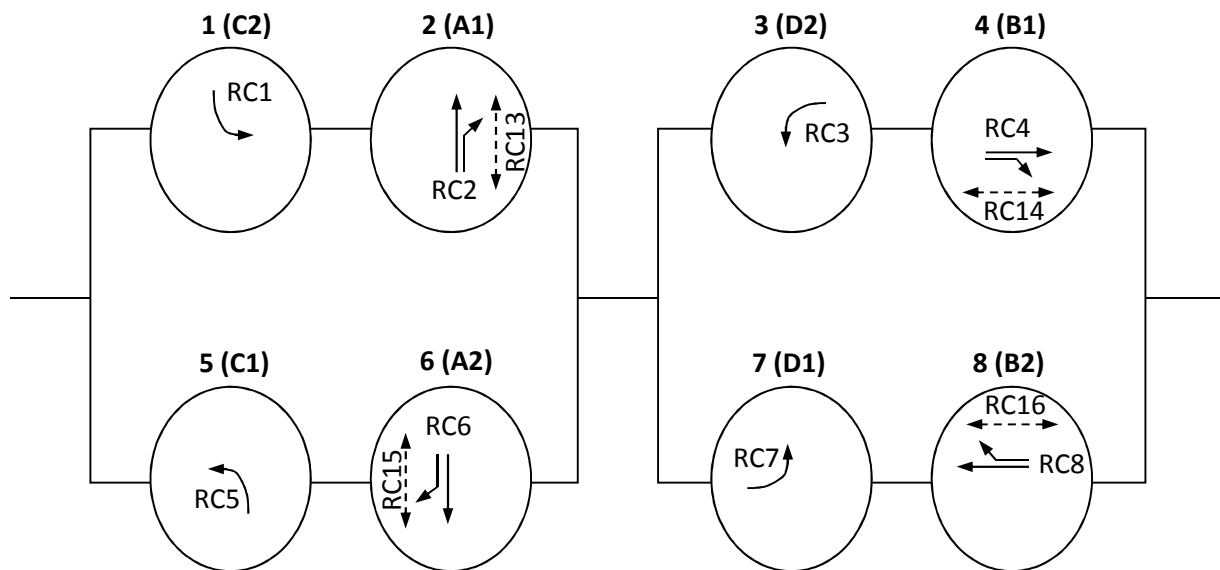 1 (C2)
2 (A1)
3 (D2)
4 (B1)
RC1
RC2
RC13
RC3
RC4
RC14
5 (C1)
6 (A2)
7 (D1)
8 (B2)
RC5
RC15
RC6
RC7
RC16
RC8